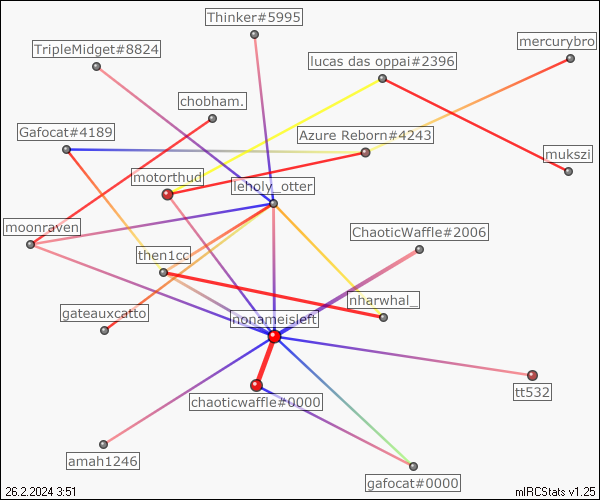 Thinker#5995
TripleMidget#8824
mercurybro
lucas das oppai#2396
chobham.
Gafocat#4189
Azure Reborn#4243
mukszi
motorthud
leholy_otter
moonraven
ChaoticWaffle#2006
then1cc
nharwhal_
gateauxcatto
nonameisleft
tt532
chaoticwaffle#0000
amah1246
gafocat#0000
26.2.2024 3:51
mIRCStats v1.25